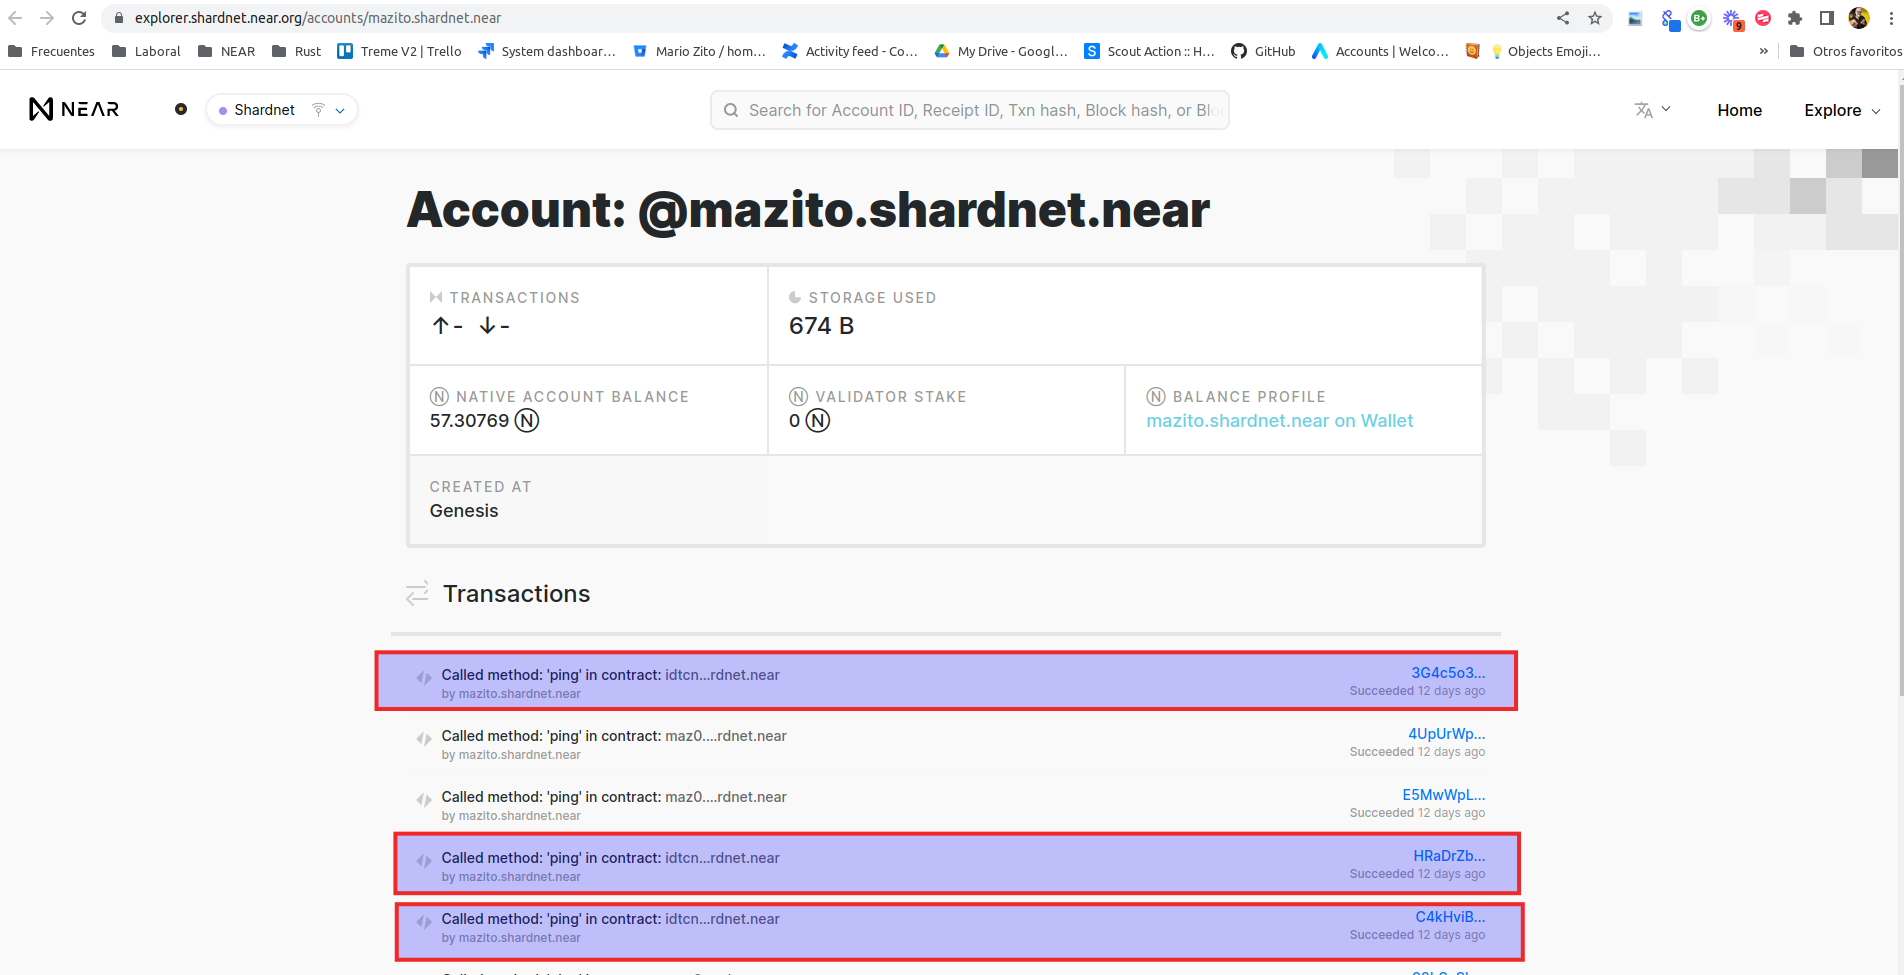 explorer.shardnet.near.org/accounts/mazito.shardnet.near
9
Frecuentes Laboral NEAR Rust Treme V2 | Trello System dashboar… Mario Zito / hom… Activity feed - Co… My Drive - Googl… Scout Action :: H… GitHub Accounts | Welco… Objects Emoji… » Otros favoritos
NEAR Shardnet Search for Account ID, Receipt ID, Txn hash, Block hash, or Blo Home Explore
Account: @mazito.shardnet.near
TRANSACTIONS STORAGE USED
↑- ↓- 674 B
NATIVE ACCOUNT BALANCE VALIDATOR STAKE BALANCE PROFILE
57.30769 N 0 N mazito.shardnet.near on Wallet
CREATED AT
Genesis
Transactions
Called method: 'ping' in contract: idtcn...rdnet.near 3G4c5o3...
by mazito.shardnet.near Succeeded 12 days ago
Called method: 'ping' in contract: maz0....rdnet.near 4UpUrWp...
by mazito.shardnet.near Succeeded 12 days ago
Called method: 'ping' in contract: maz0....rdnet.near E5MwWpL...
by mazito.shardnet.near Succeeded 12 days ago
Called method: 'ping' in contract: idtcn...rdnet.near HRaDrZb...
by mazito.shardnet.near Succeeded 12 days ago
Called method: 'ping' in contract: idtcn...rdnet.near C4kHviB...
by mazito.shardnet.near Succeeded 12 days ago